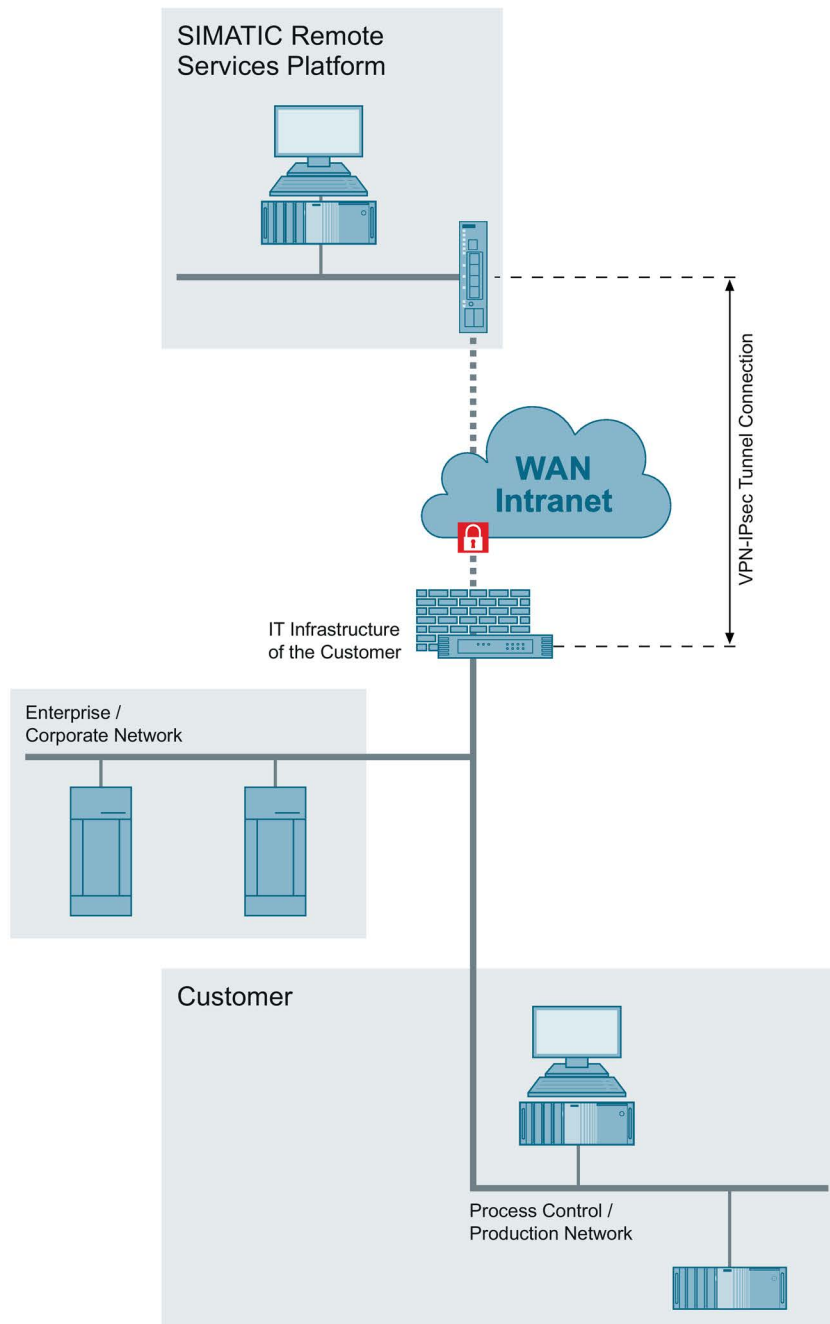 SIMATIC Remote
Services Platform
VPN-IPsec Tunnel Connection
WAN
Intranet
IT Infrastructure
of the Customer
Enterprise /
Corporate Network
Customer
Process Control /
Production Network